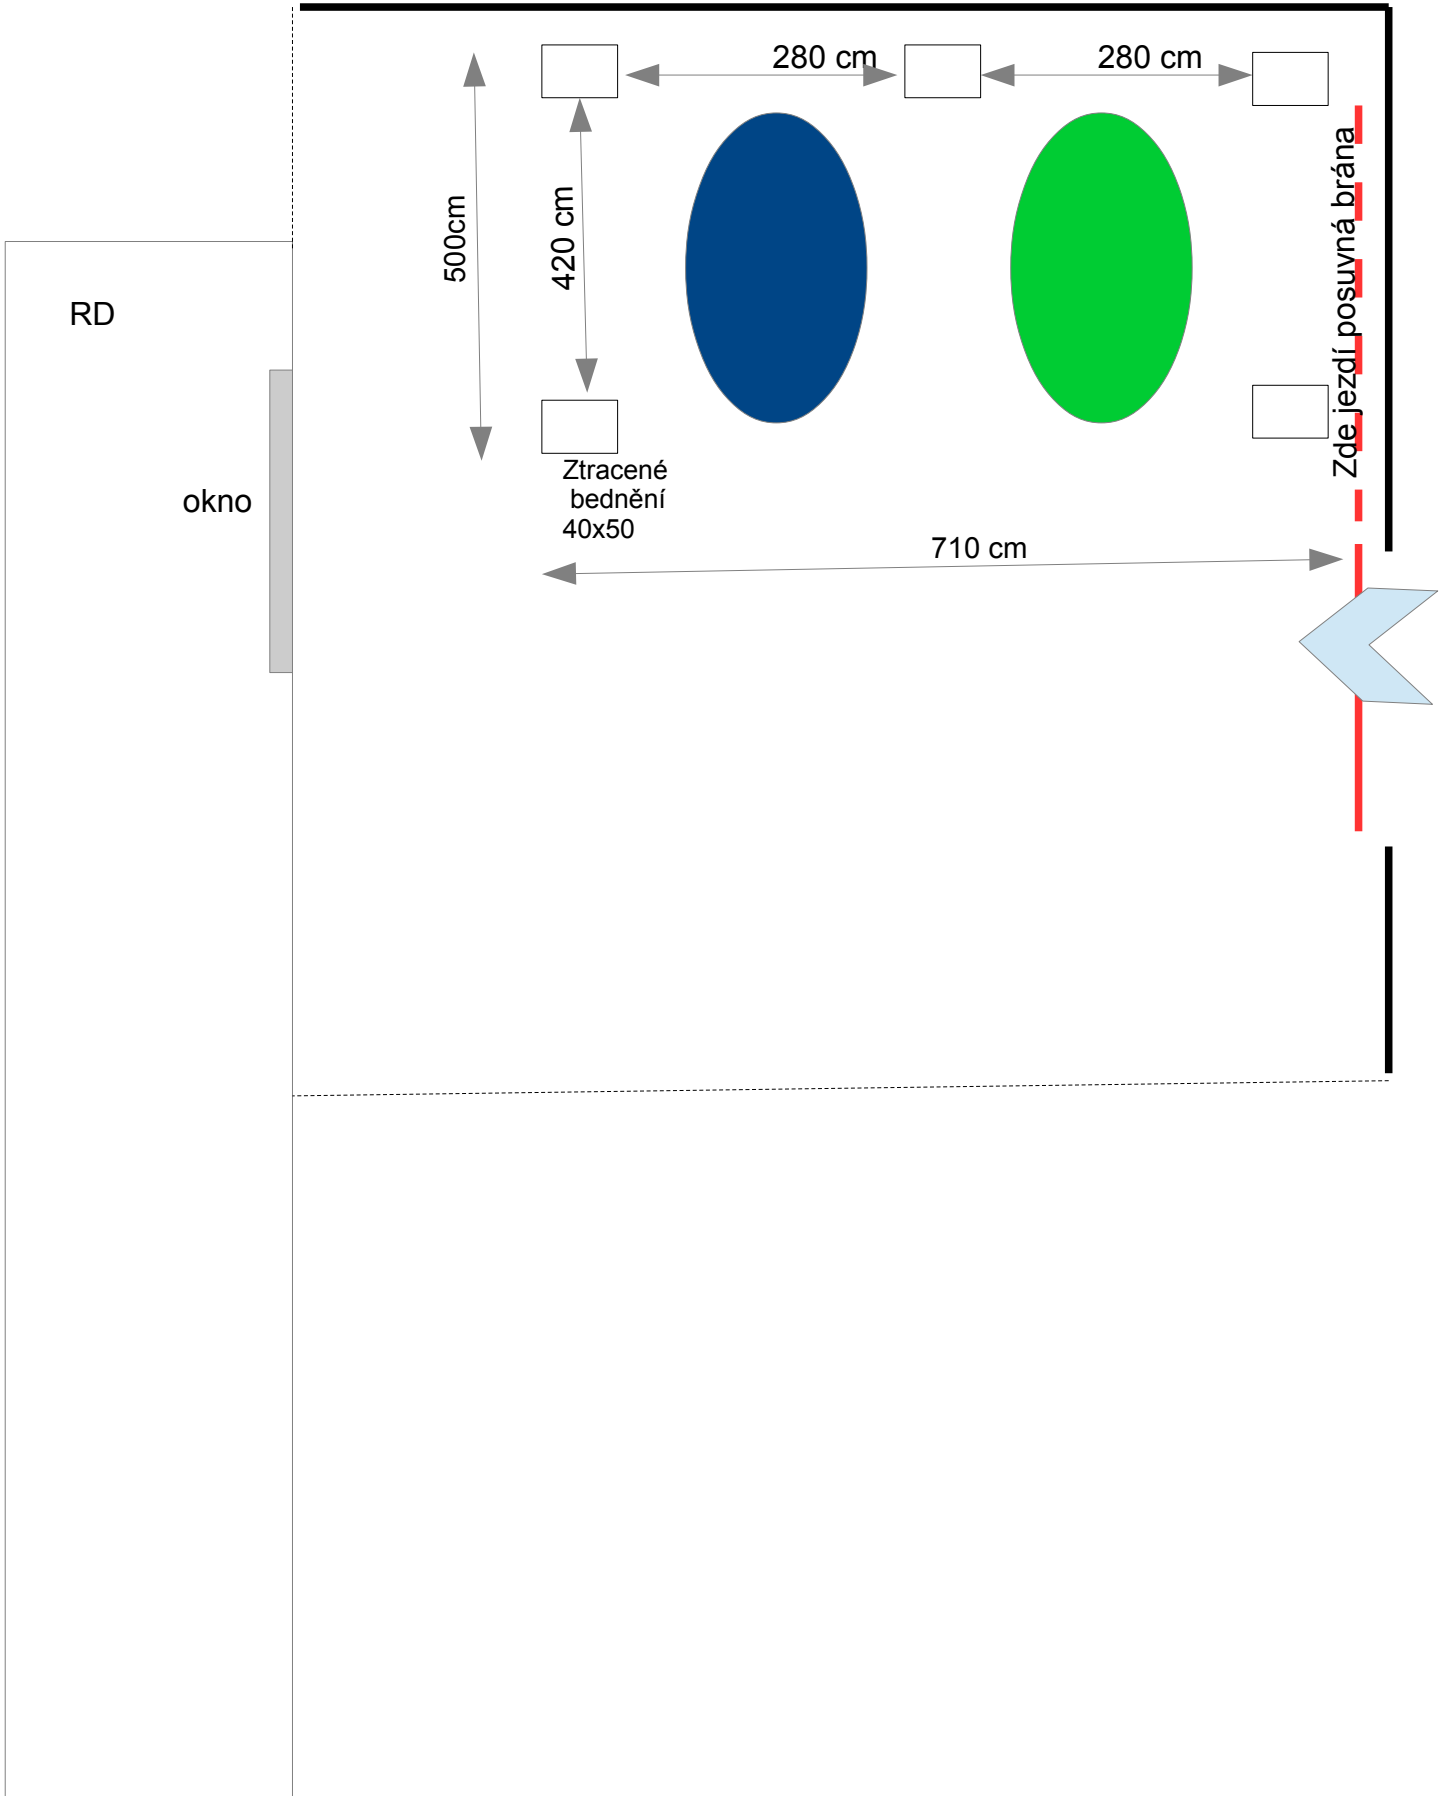 280 cm
280 cm
500cm
420 cm
Zde jezdí posuvná brána
RD
okno
Ztracené
bednění
40x50
710 cm